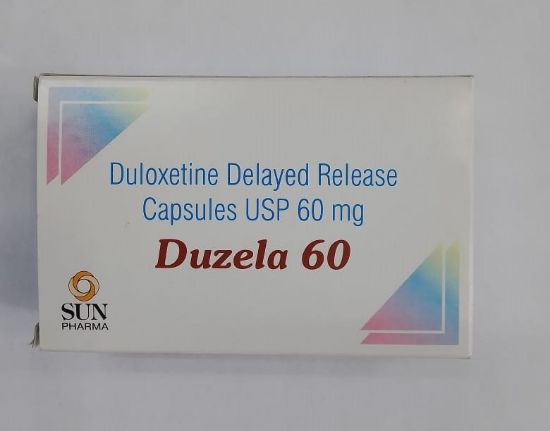 Duloxetine Delayed Release
Capsules USP 60 mg
Duzela 60
SUN
PHARMA